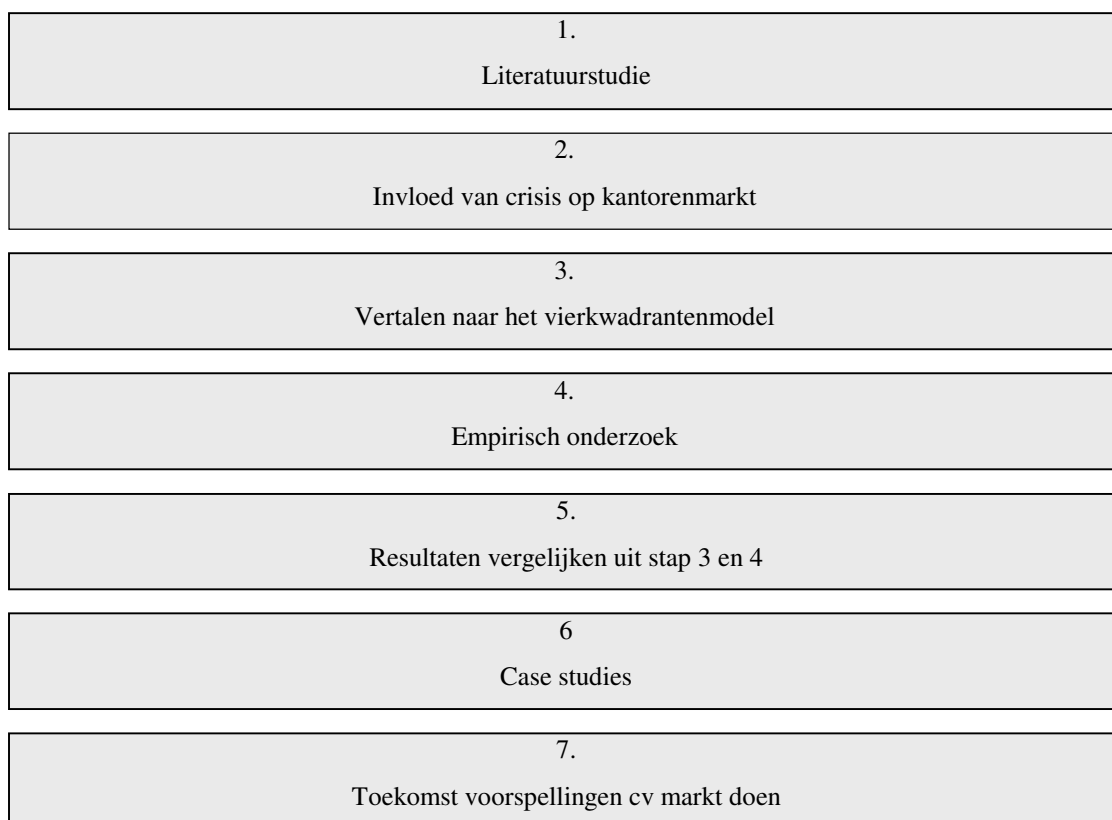 1.
Literatuurstudie
2.
Invloed van crisis op kantorenmarkt
3.
Vertalen naar het vierkwadrantenmodel
4.
Empirisch onderzoek
5.
Resultaten vergelijken uit stap 3 en 4
6
Case studies
7.
Toekomst voorspellingen cv markt doen